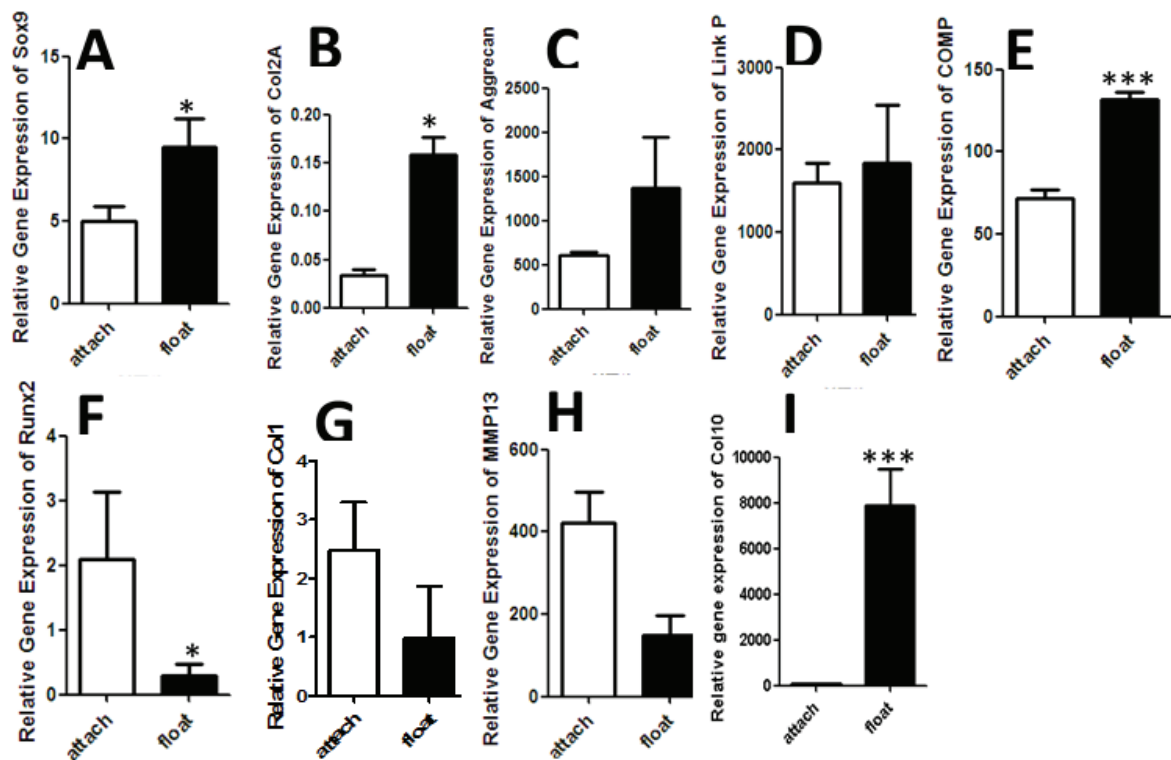 A
Relative Gene Expression of Sox9
15
10
5
0
*
attach
float
B
Relative Gene Expression of Col2A
0.20
0.15
0.10
0.05
0.00
*
attach
float
C
Relative Gene Expression of Aggrecan
2500
2000
1500
1000
500
0
attach
float
D
Relative Gene Expression of Link P
3000
2000
1000
0
attach
float
E
Relative Gene Expression of COMP
150
100
50
0
***
attach
float
F
Relative Gene Expression of Runx2
4
3
2
1
0
*
attach
float
G
Relative Gene Expression of Col1
4
3
2
1
0
attach
float
H
Relative Gene Expression of MMP13
600
400
200
0
attach
float
I
Relative gene expression of Col10
10000
8000
6000
4000
2000
0
***
attach
float